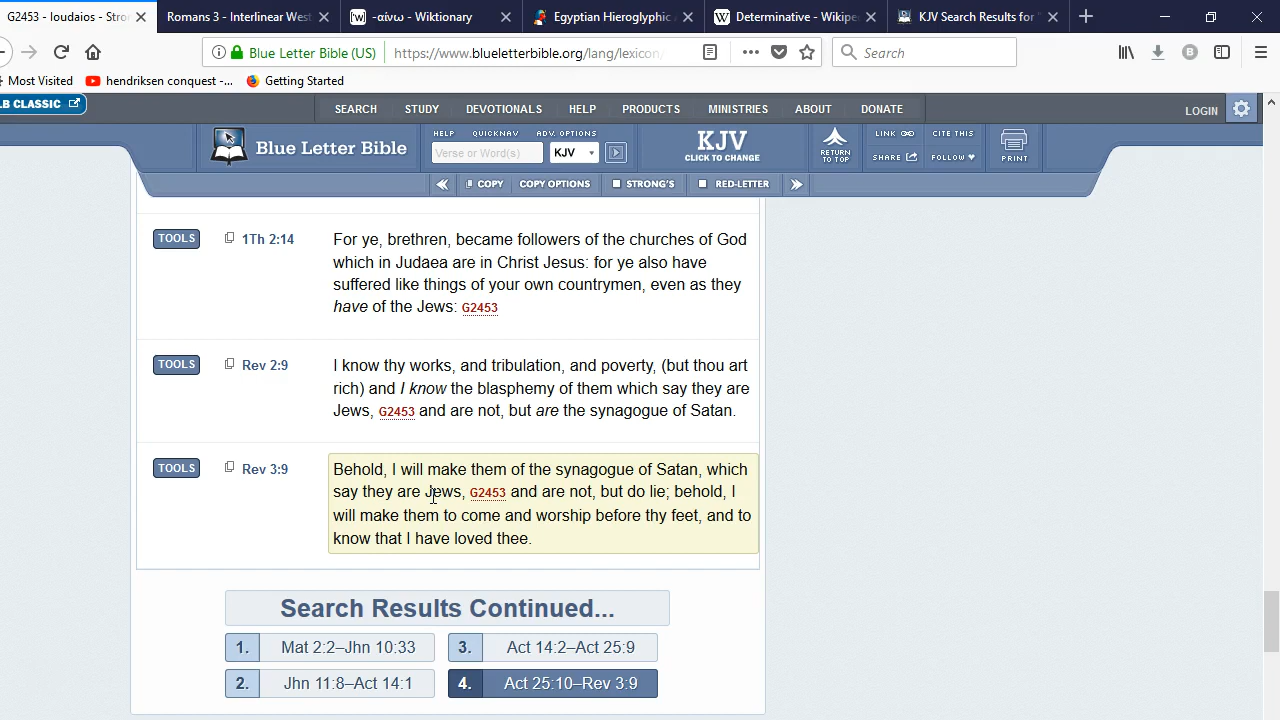 G2453 - Ioudaios - Stron
Romans 3 - Interlinear West
-αίνω - Wiktionary
Egyptian Hieroglyphic A
Determinative - Wikipe
KJV Search Results for "
Blue Letter Bible (US)
https://www.blueletterbible.org/lang/lexicon/
Search
Most Visited
hendriksen conquest -...
Getting Started
LB CLASSIC
SEARCH STUDY DEVOTIONALS HELP PRODUCTS MINISTRIES ABOUT DONATE
LOGIN
Blue Letter Bible
HELP QUICKNAV ADV. OPTIONS
Verse or Word(s) KJV
KJV
CLICK TO CHANGE
RETURN
TO TOP
LINK CITE THIS
SHARE FOLLOW
PRINT
COPY COPY OPTIONS STRONG'S RED-LETTER
TOOLS 1Th 2:14
For ye, brethren, became followers of the churches of God
which in Judaea are in Christ Jesus: for ye also have
suffered like things of your own countrymen, even as they
have of the Jews: G2453
TOOLS Rev 2:9
I know thy works, and tribulation, and poverty, (but thou art
rich) and I know the blasphemy of them which say they are
Jews, G2453 and are not, but are the synagogue of Satan.
TOOLS Rev 3:9
Behold, I will make them of the synagogue of Satan, which
say they are Jews, G2453 and are not, but do lie; behold, I
will make them to come and worship before thy feet, and to
know that I have loved thee.
Search Results Continued...
1. Mat 2:2–Jhn 10:33
3. Act 14:2–Act 25:9
2. Jhn 11:8–Act 14:1
4. Act 25:10–Rev 3:9